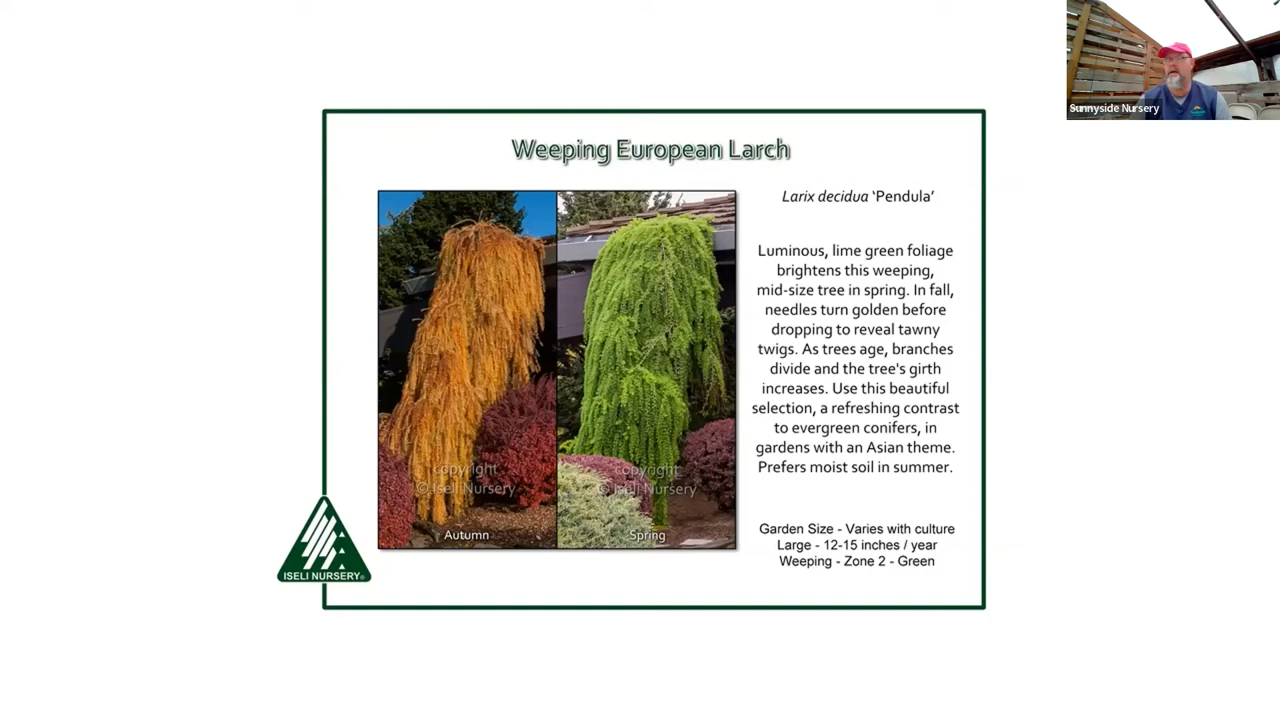 Sunnyside Nursery
Weeping European Larch
Larix decidua ‘Pendula’
Luminous, lime green foliage
brightens this weeping,
mid-size tree in spring. In fall,
needles turn golden before
dropping to reveal tawny
twigs. As trees age, branches
divide and the tree's girth
increases. Use this beautiful
selection, a refreshing contrast
to evergreen conifers, in
gardens with an Asian theme.
Prefers moist soil in summer.
copyright
© Iseli Nursery
Autumn
copyright
© Iseli Nursery
Spring
Garden Size - Varies with culture
Large - 12-15 inches / year
Weeping - Zone 2 - Green
ISELI NURSERY®